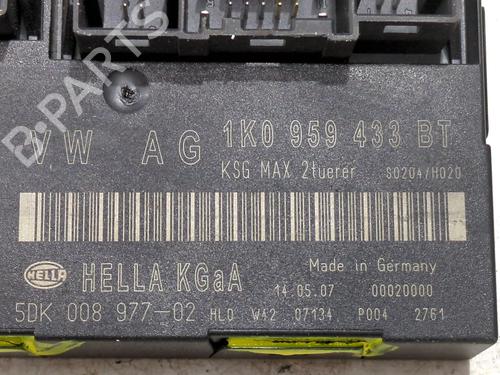 VW AG 1K0 959 433 BT
KSG MAX 2tuerer S0204/H020
HELLA HELLA KGaA Made in Germany
14.05.07 00020000
5DK 008 977-02 HL0 W42 07134 P004 2761
B-PARTS